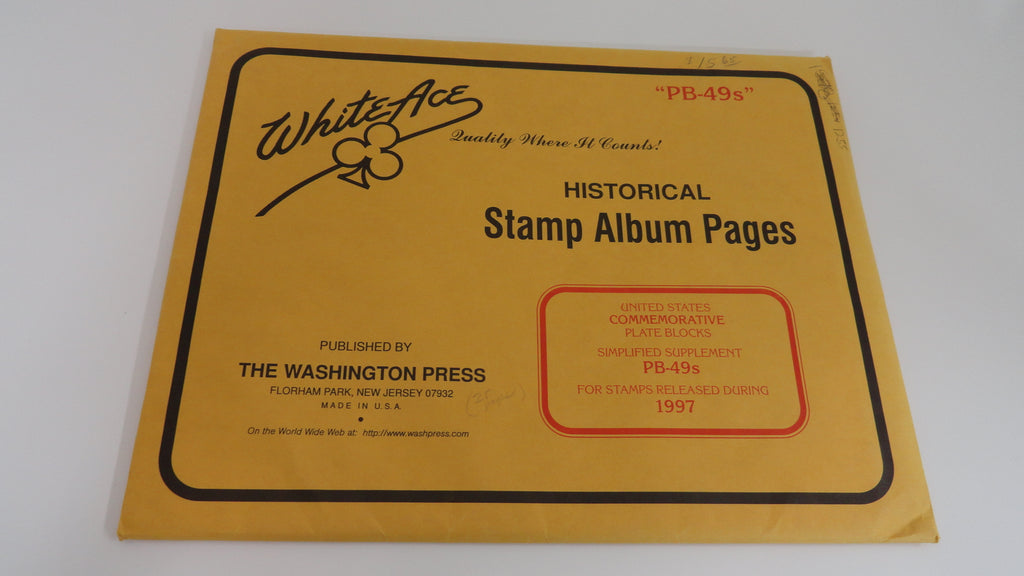 $15.65
"PB-49s"
White Ace
Quality Where It Counts!
HISTORICAL
Stamp Album Pages
UNITED STATES
COMMEMORATIVE
PLATE BLOCKS
SIMPLIFIED SUPPLEMENT
PB-49s
FOR STAMPS RELEASED DURING
1997
PUBLISHED BY
THE WASHINGTON PRESS
FLORHAM PARK, NEW JERSEY 07932
MADE IN U.S.A.
On the World Wide Web at: http://www.washpress.com